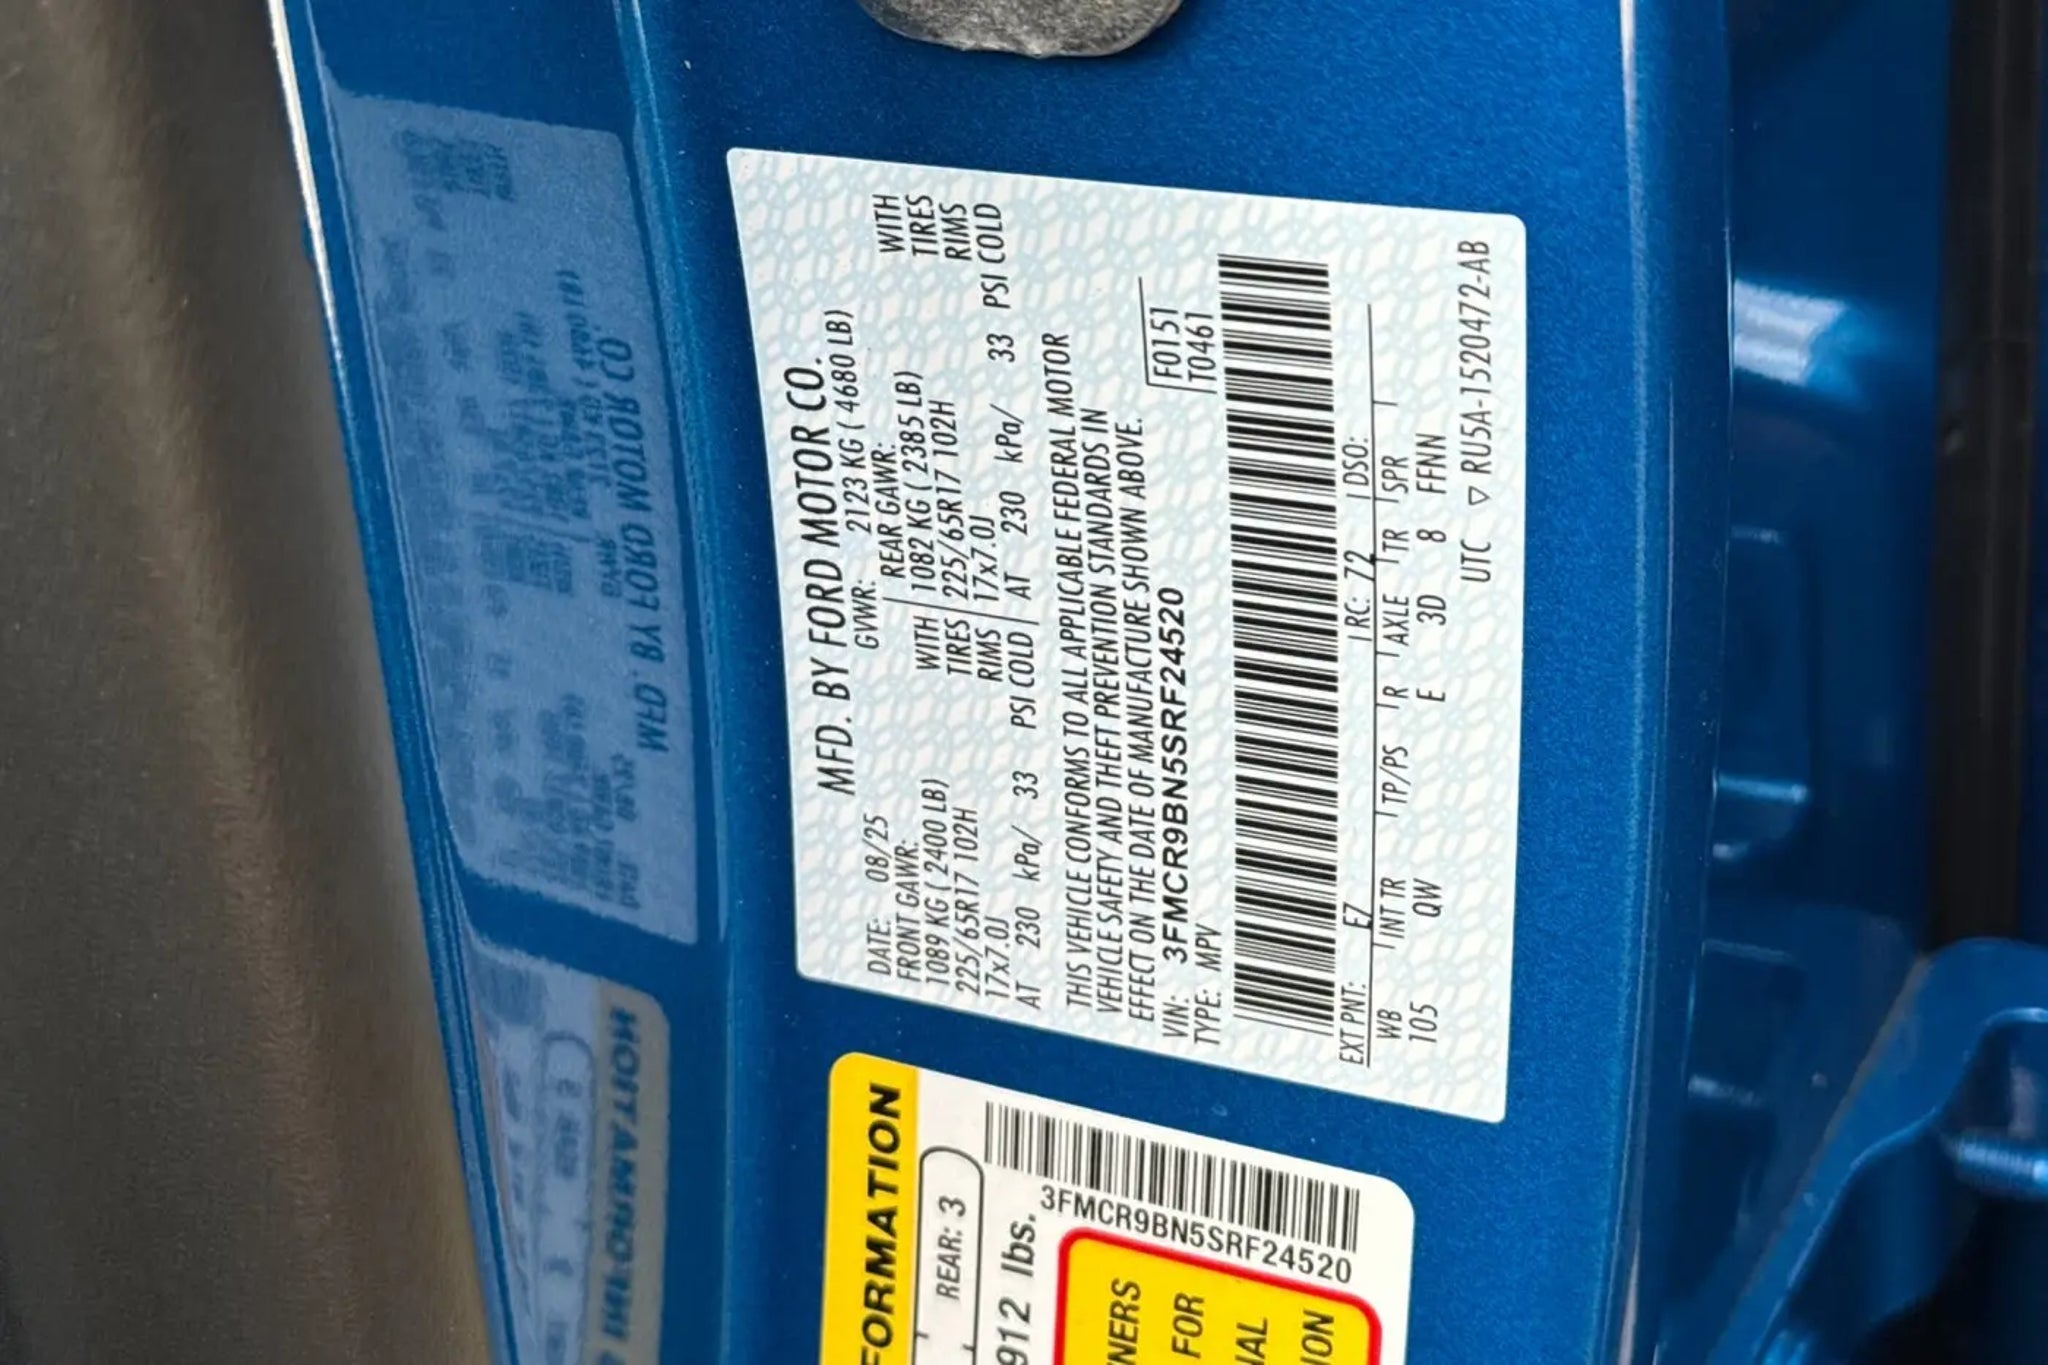 MFD. BY FORD MOTOR CO.
DATE: 08/25 GVWR: 2123 KG ( 4680 LB)
FRONT GAWR: REAR GAWR:
1089 KG ( 2400 LB) WITH 1082 KG ( 2385 LB) WITH
225/65R17 102H TIRES 225/65R17 102H TIRES
17x7.0J RIMS 17x7.0J RIMS
AT 230 kPa/ 33 PSI COLD AT 230 kPa/ 33 PSI COLD
THIS VEHICLE CONFORMS TO ALL APPLICABLE FEDERAL MOTOR
VEHICLE SAFETY AND THEFT PREVENTION STANDARDS IN
EFFECT ON THE DATE OF MANUFACTURE SHOWN ABOVE.
VIN: 3FMCR9BN5SRF24520 F0151
TYPE: MPV T0461
EXT PNT: EZ RC: 72 DSO:
WB INT TR TP/PS R AXLE TR SPR
105 QW E 3D 8 FFNN
UTC ▽ RU5A-1520472-AB
FORMATION
REAR: 3
912 lbs.
3FMCR9BN5SRF24520
NERS
FOR
NAL
ION